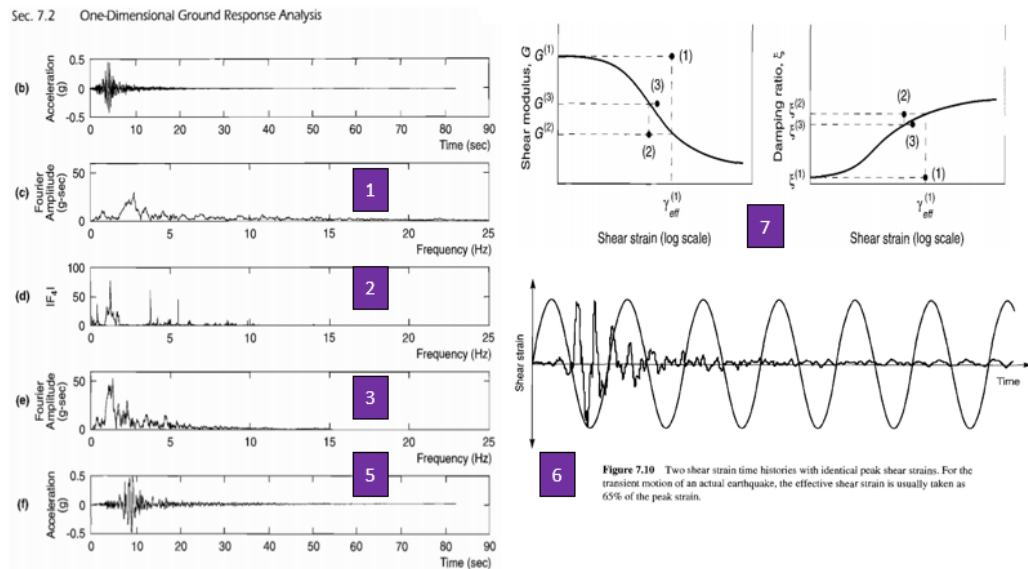 Sec. 7.2 One-Dimensional Ground Response Analysis
(b)
Acceleration
(g)
0.5
0
-0.5
0 10 20 30 40 50 60 70 80 90
Time (sec)
(c)
Fourier
Amplitude
(g-sec)
50
0
1
0 5 10 15 20 25
Frequency (Hz)
(d)
|F4|
100
50
0
2
0 5 10 15 20 25
Frequency (Hz)
(e)
Fourier
Amplitude
(g-sec)
50
0
3
0 5 10 15 20 25
Frequency (Hz)
5
(f)
Acceleration
(g)
0.5
0
-0.5
0 10 20 30 40 50 60 70 80 90
Time (sec)
Shear modulus, G
G(1)
G(3)
G(2)
(1)
(3)
(2)
γeff(1)
Shear strain (log scale)
7
Damping ratio, ξ
ξ(2)
ξ(3)
ξ(1)
(2)
(3)
(1)
γeff(1)
Shear strain (log scale)
Shear strain
Time
6
Figure 7.10 Two shear strain time histories with identical peak shear strains. For the
transient motion of an actual earthquake, the effective shear strain is usually taken as
65% of the peak strain.